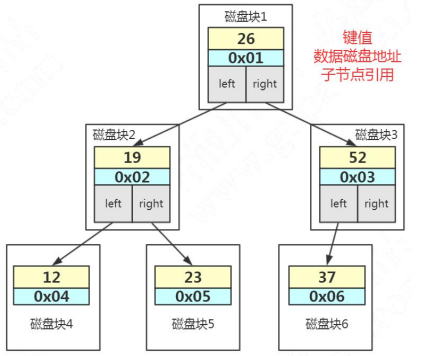 磁盘块1
26
0x01
left right
键值
数据磁盘地址
子节点引用
磁盘块2
19
0x02
left right
磁盘块3
52
0x03
left right
12
0x04
磁盘块4
23
0x05
磁盘块5
37
0x06
磁盘块6